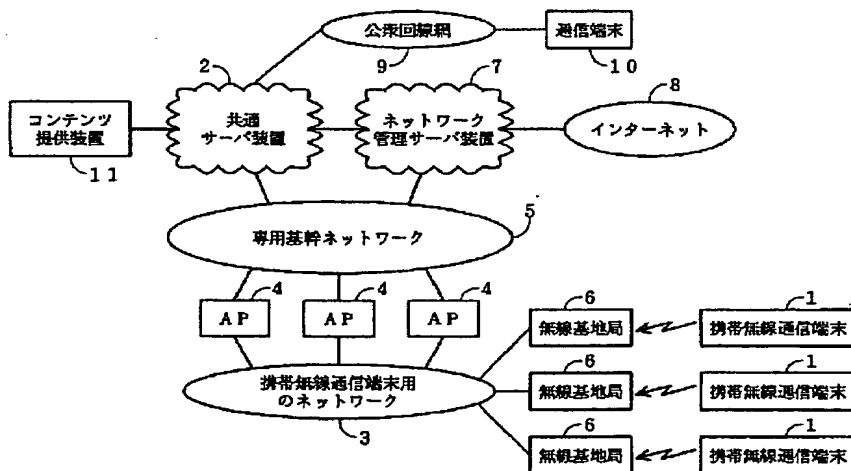 公衆回線網
通信端末
9
10
2
7
8
コンテンツ
提供装置
11
共通
サーバ装置
ネットワーク
管理サーバ装置
インターネット
5
専用基幹ネットワーク
4
4
4
AP
AP
AP
6
1
無線基地局
携帯無線通信端末
6
1
携帯無線通信端末用
のネットワーク
無線基地局
携帯無線通信端末
3
6
1
無線基地局
携帯無線通信端末